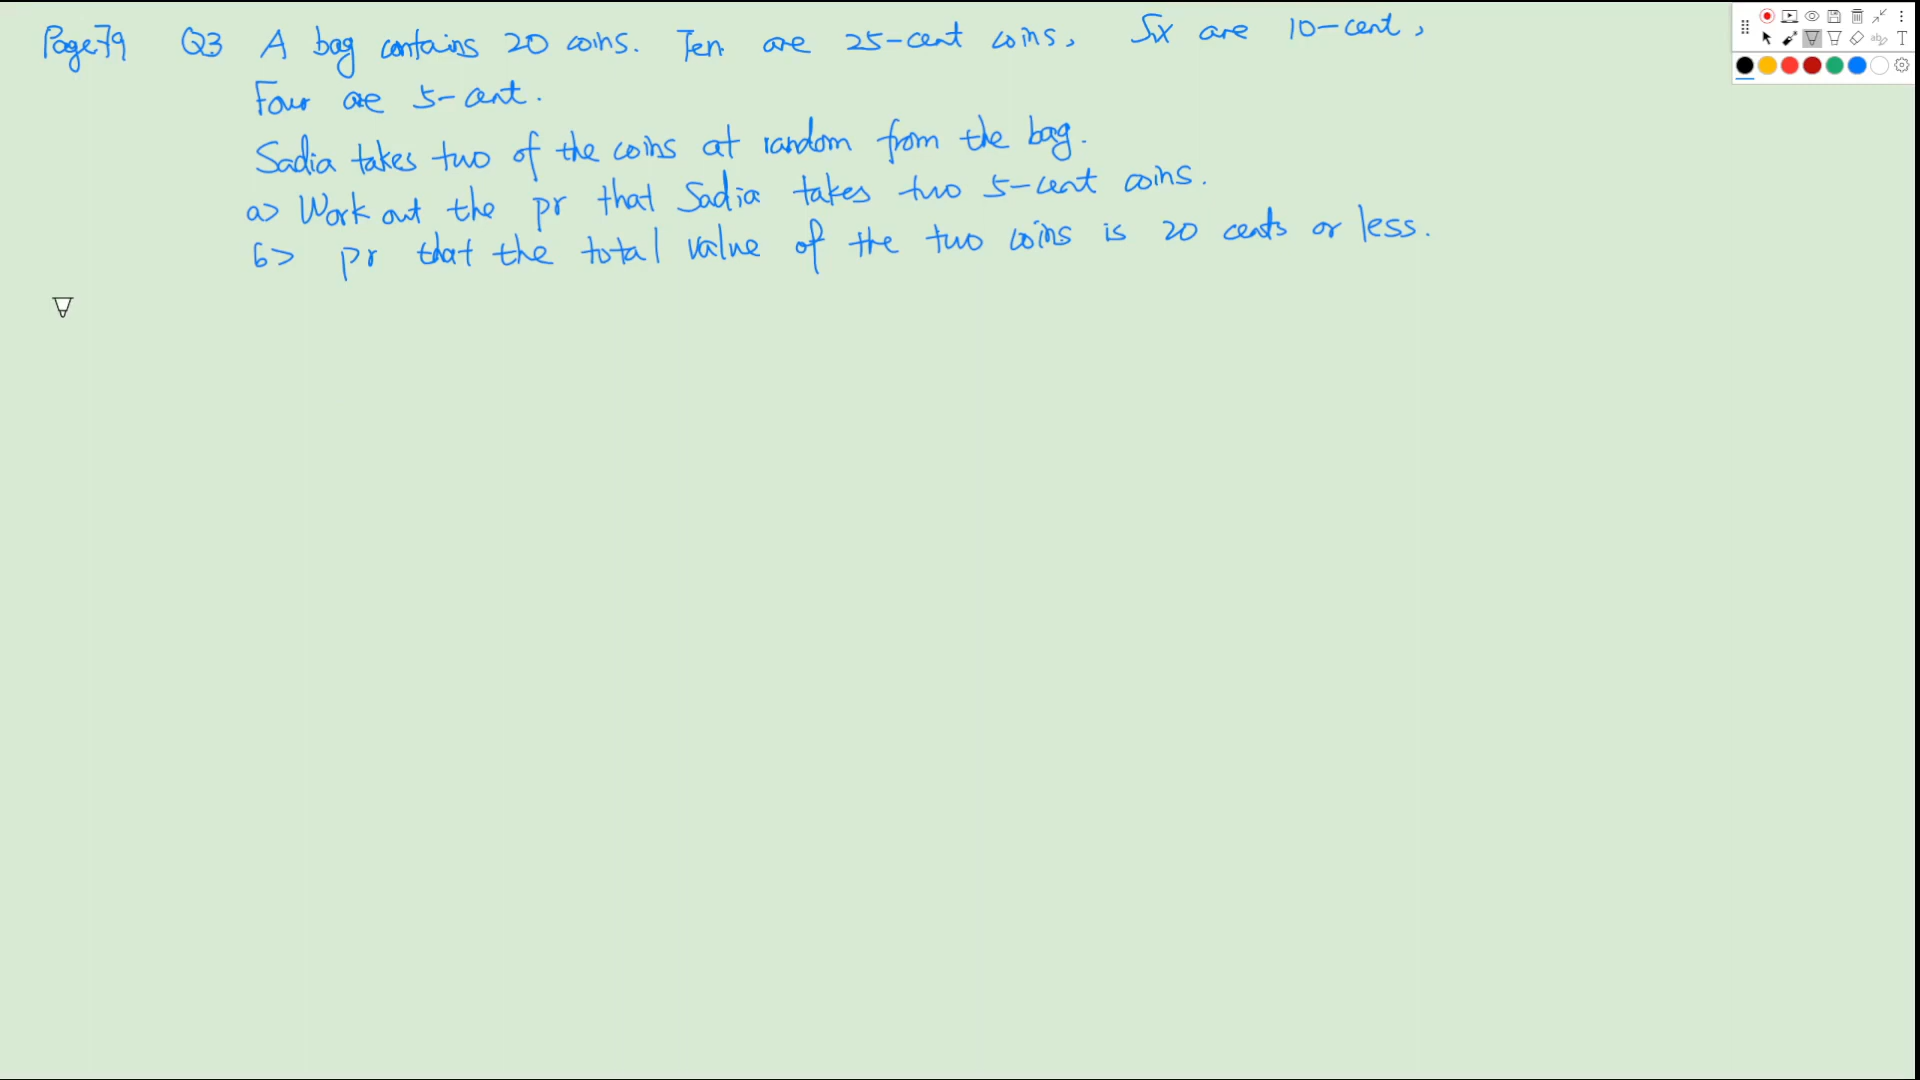 Page79 Q3 A bag contains 20 coins. Ten are 25-cent coins, Six are 10-cent,
Four are 5-cent.
Sadia takes two of the coins at random from the bag.
a> Work out the pr that Sadia takes two 5-cent coins.
b> pr that the total value of the two coins is 20 cents or less.